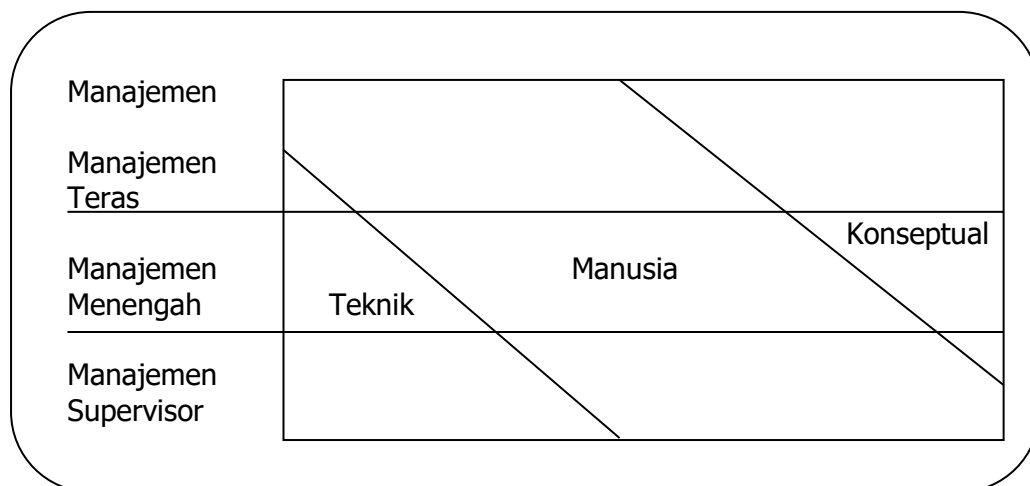 Manajemen
Manajemen
Teras
Konseptual
Manajemen
Menengah
Manusia
Teknik
Manajemen
Supervisor